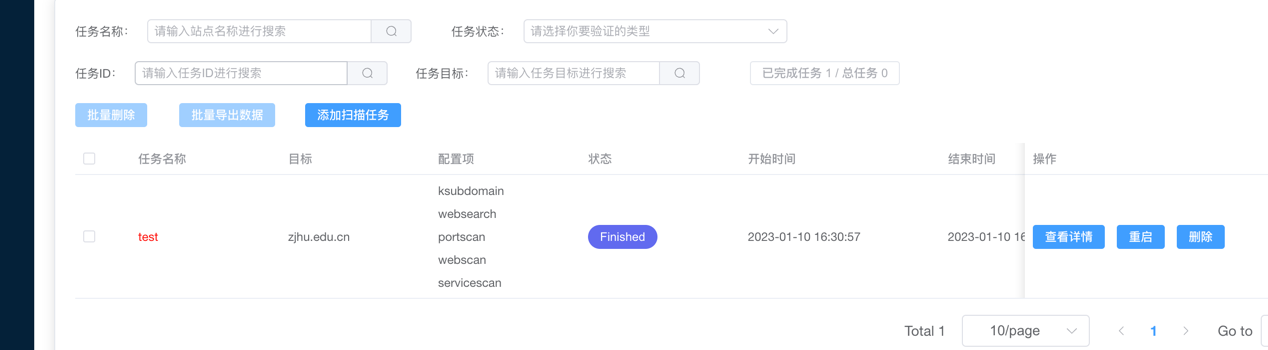 任务名称： 请输入站点名称进行搜索 任务状态： 请选择你要验证的类型
任务ID： 请输入任务ID进行搜索 任务目标： 请输入任务目标进行搜索 已完成任务 1 / 总任务 0
批量删除 批量导出数据 添加扫描任务
任务名称 目标 配置项 状态 开始时间 结束时间 操作
ksubdomain
websearch
test zjhu.edu.cn portscan Finished 2023-01-10 16:30:57 2023-01-10 16 查看详情 重启 删除
webscan
servicescan
Total 1 10/page 1 Go to